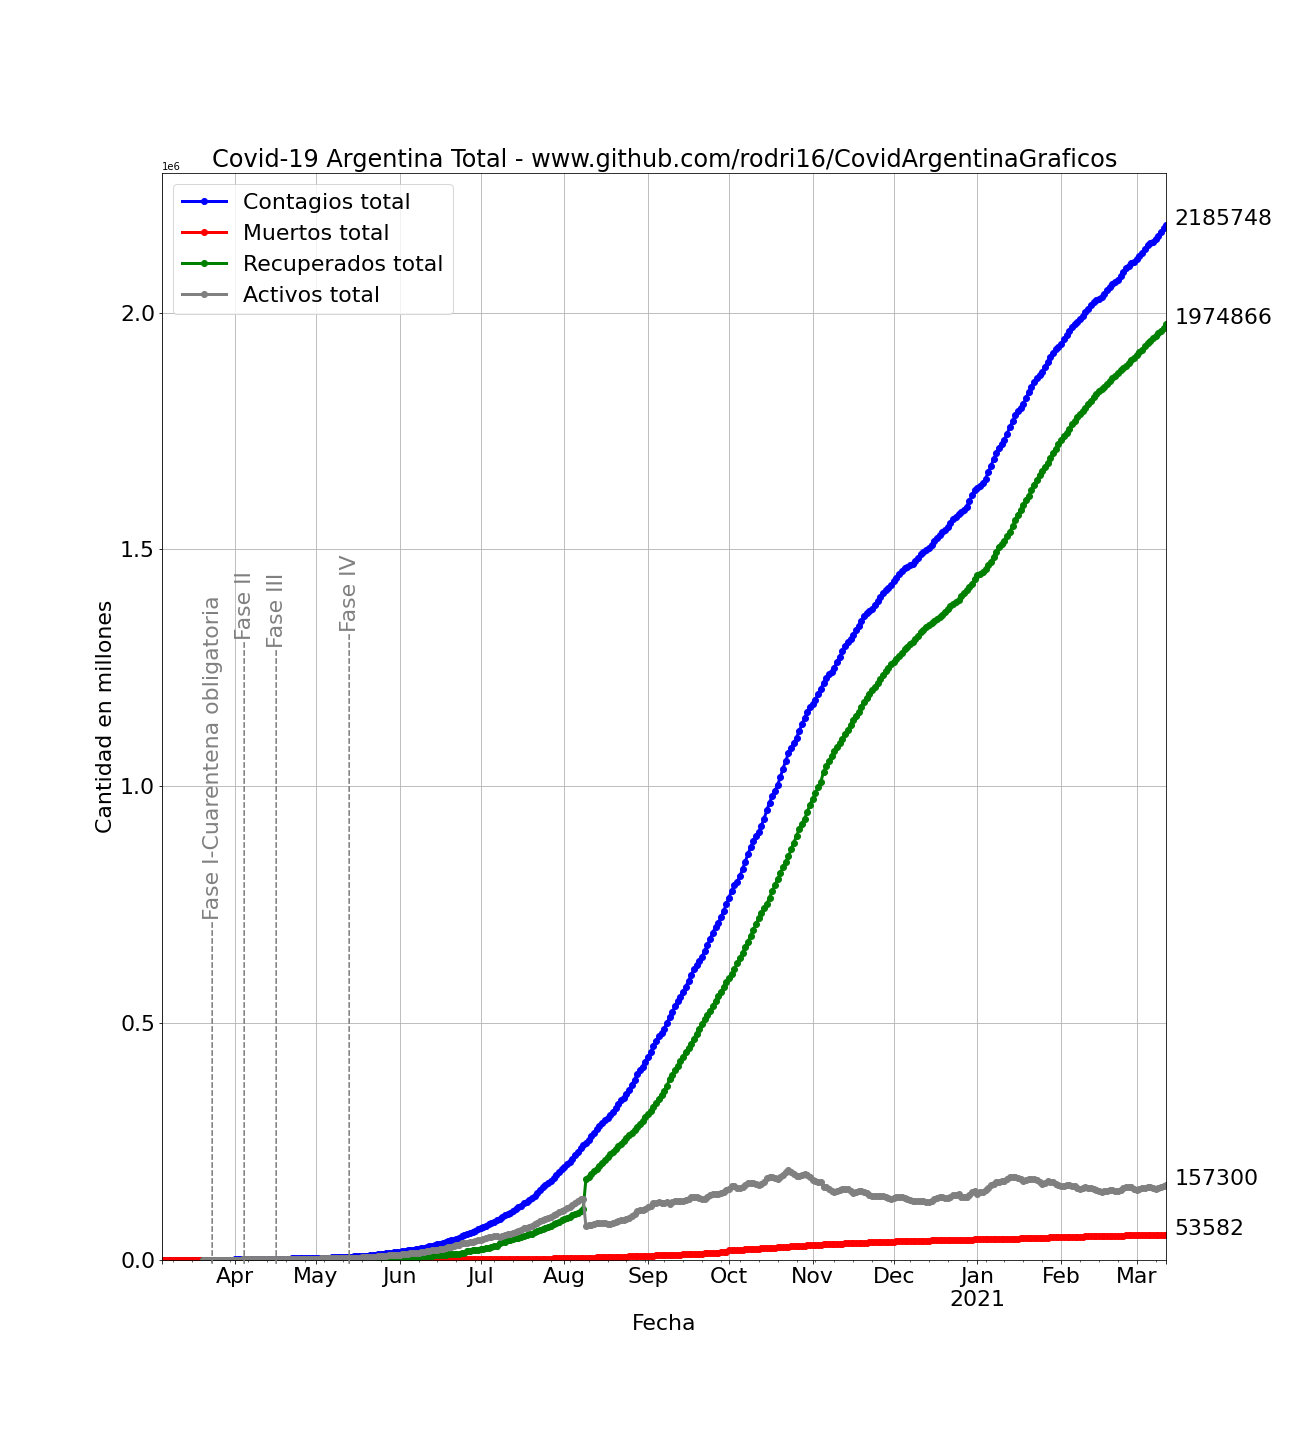 Covid-19 Argentina Total - www.github.com/rodri16/CovidArgentinaGraficos
1e6
Contagios total
Muertos total
Recuperados total
Activos total
2185748
1974866
157300
53582
2.0
1.5
1.0
0.5
0.0
Cantidad en millones
Fase I-Cuarentena obligatoria
Fase II
Fase III
Fase IV
Apr May Jun Jul Aug Sep Oct Nov Dec Jan Feb Mar
2021
Fecha